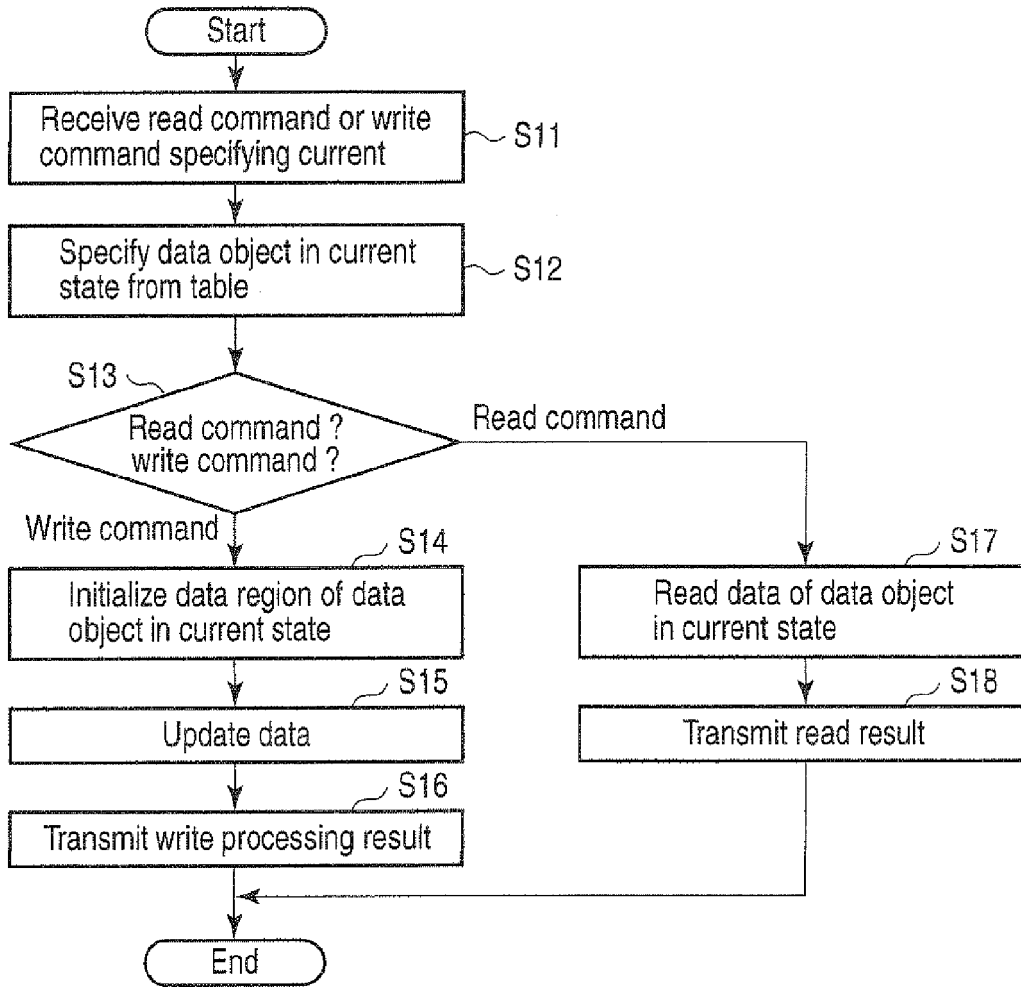 Start
Receive read command or write
command specifying current
S11
Specify data object in current
state from table
S12
S13
Read command ?
write command ?
Read command
Write command
S14
Initialize data region of data
object in current state
S15
Update data
S16
Transmit write processing result
S17
Read data of data object
in current state
S18
Transmit read result
End